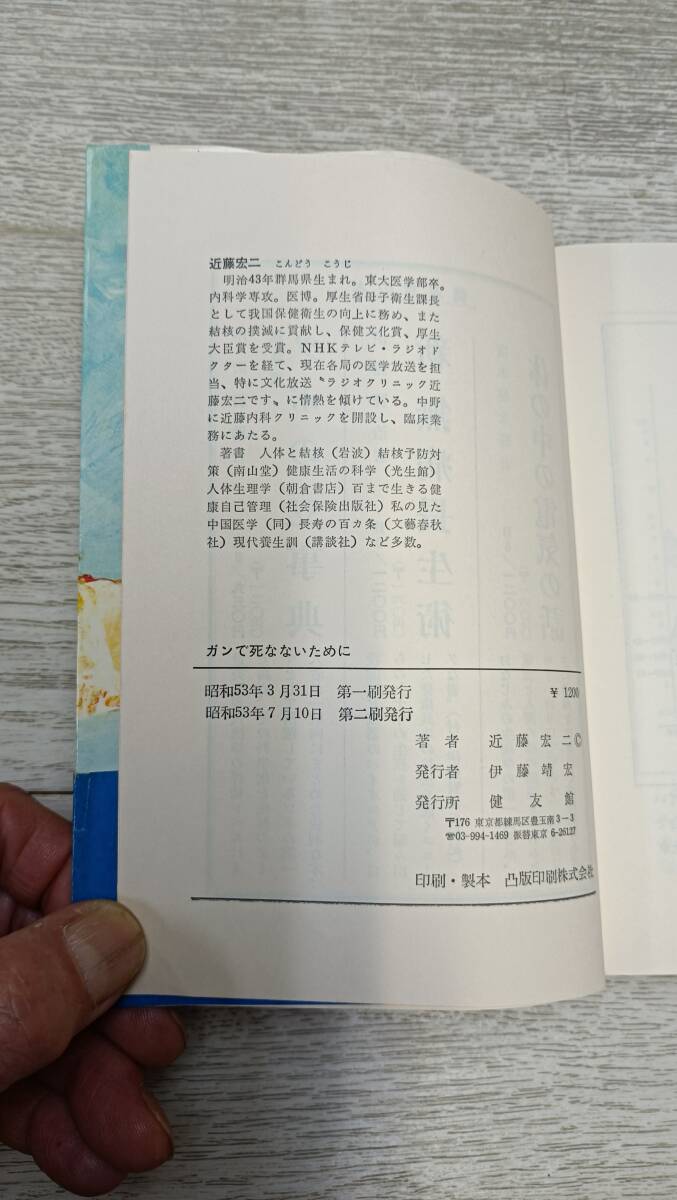 近藤宏二 こんどう こうじ
明治43年群馬県生まれ。東大医学部卒。
内科学専攻。医博。厚生省母子衛生課長
として我国保健衛生の向上に務め、また
結核の撲滅に貢献し、保健文化賞、厚生
大臣賞を受賞。NHKテレビ・ラジオド
クターを経て、現在各局の医学放送を担
当、特に文化放送〝ラジオクリニック近
藤宏二です〟に情熱を傾けている。中野
に近藤内科クリニックを開設し、臨床業
務にあたる。
著書 人体と結核(岩波)結核予防対
策(南山堂)健康生活の科学(光生館)
人体生理学(朝倉書店)百まで生きる健
康自己管理(社会保険出版社)私の見た
中国医学(同)長寿の百カ条(文藝春秋
社)現代養生訓(講談社)など多数。
ガンで死なないために
昭和53年3月31日 第一刷発行 ¥1200
昭和53年7月10日 第二刷発行
著者 近藤宏二©
発行者 伊藤靖宏
発行所 健友館
〒176 東京都練馬区豊玉南3-3
☎03-994-1469 振替東京6-26127
印刷・製本 凸版印刷株式会社